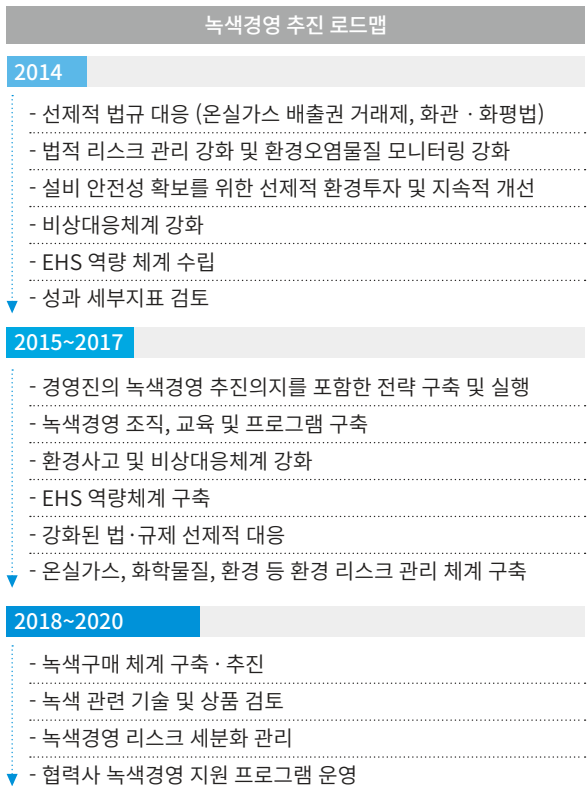 녹색경영 추진 로드맵
2014
- 선제적 법규 대응 (온실가스 배출권 거래제, 화관 · 화평법)
- 법적 리스크 관리 강화 및 환경오염물질 모니터링 강화
- 설비 안전성 확보를 위한 선제적 환경투자 및 지속적 개선
- 비상대응체계 강화
- EHS 역량 체계 수립
- 성과 세부지표 검토
2015~2017
- 경영진의 녹색경영 추진의지를 포함한 전략 구축 및 실행
- 녹색경영 조직, 교육 및 프로그램 구축
- 환경사고 및 비상대응체계 강화
- EHS 역량체계 구축
- 강화된 법·규제 선제적 대응
- 온실가스, 화학물질, 환경 등 환경 리스크 관리 체계 구축
2018~2020
- 녹색구매 체계 구축 · 추진
- 녹색 관련 기술 및 상품 검토
- 녹색경영 리스크 세분화 관리
- 협력사 녹색경영 지원 프로그램 운영